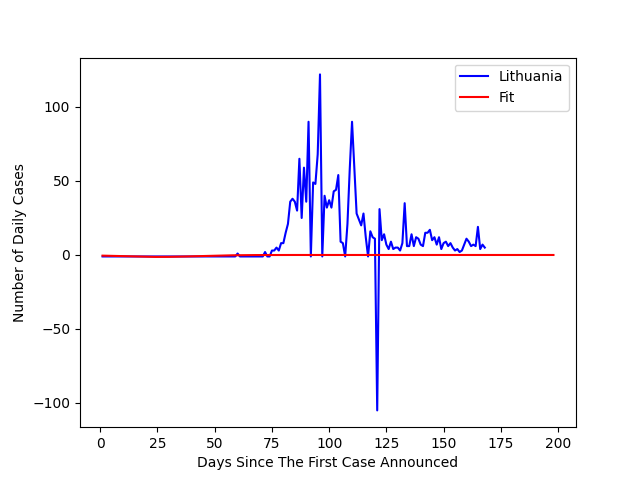 Lithuania
Fit
Number of Daily Cases
100
50
0
−50
−100
0 25 50 75 100 125 150 175 200
Days Since The First Case Announced